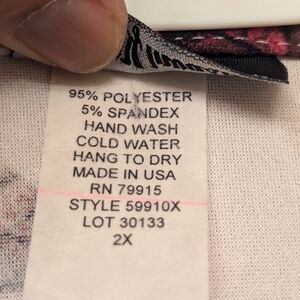 95% POLYESTER
5% SPANDEX
HAND WASH
COLD WATER
HANG TO DRY
MADE IN USA
RN 79915
STYLE 59910X
LOT 30133
2X